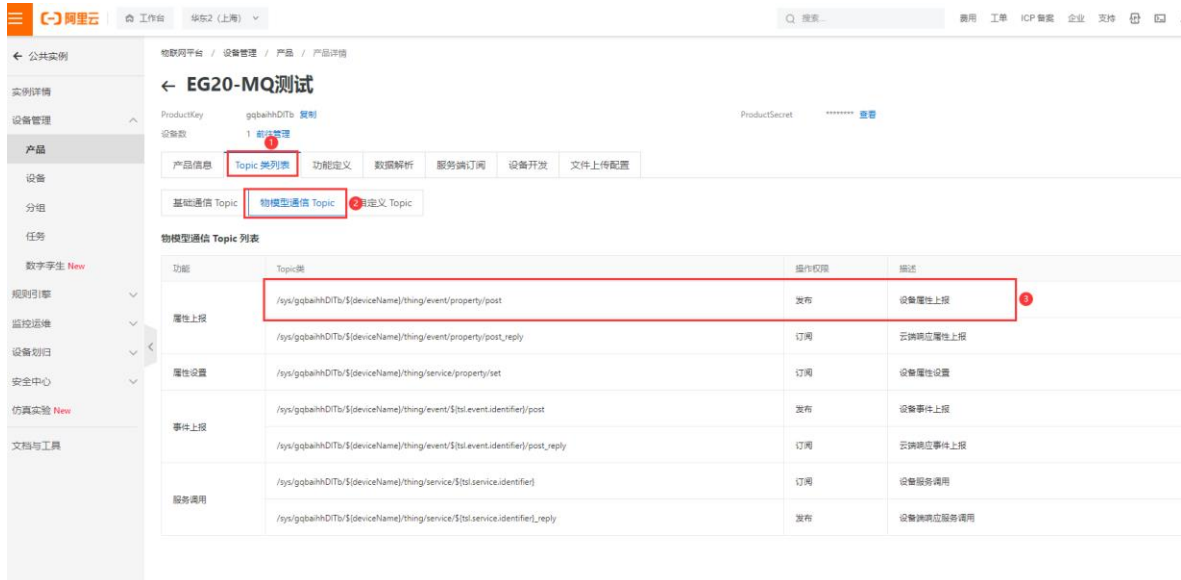 阿里云 工作台 华东2（上海） 搜索... 费用 工单 ICP 备案 企业 支持
公共实例
物联网平台 / 设备管理 / 产品 / 产品详情
← EG20-MQ测试
实例详情
ProductKey gqbaihhDlTb 复制 ProductSecret ******** 查看
设备管理
设备数 1 前往管理
1
产品
产品信息 Topic 类列表 功能定义 数据解析 服务端订阅 设备开发 文件上传配置
设备
分组
基础通信 Topic 物模型通信 Topic 2 自定义 Topic
任务
物模型通信 Topic 列表
数字孪生 New
功能 Topic类 操作权限 描述
规则引擎
/sys/gqbaihhDlTb/${deviceName}/thing/event/property/post 发布 设备属性上报 3
属性上报
监控运维
/sys/gqbaihhDlTb/${deviceName}/thing/event/property/post_reply 订阅 云端响应属性上报
设备划归
属性设置 /sys/gqbaihhDlTb/${deviceName}/thing/service/property/set 订阅 设备属性设置
安全中心
仿真实验 New
/sys/gqbaihhDlTb/${deviceName}/thing/event/${tsl.event.identifier}/post 发布 设备事件上报
事件上报
文档与工具
/sys/gqbaihhDlTb/${deviceName}/thing/event/${tsl.event.identifier}/post_reply 订阅 云端响应事件上报
/sys/gqbaihhDlTb/${deviceName}/thing/service/${tsl.service.identifier} 订阅 设备服务调用
服务调用
/sys/gqbaihhDlTb/${deviceName}/thing/service/${tsl.service.identifier}_reply 发布 设备端响应服务调用